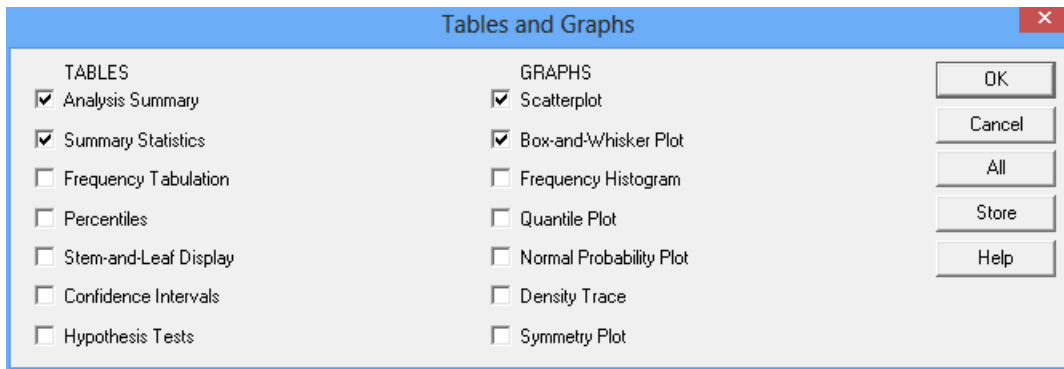 Tables and Graphs
TABLES
Analysis Summary
Summary Statistics
Frequency Tabulation
Percentiles
Stem-and-Leaf Display
Confidence Intervals
Hypothesis Tests
GRAPHS
Scatterplot
Box-and-Whisker Plot
Frequency Histogram
Quantile Plot
Normal Probability Plot
Density Trace
Symmetry Plot
OK
Cancel
All
Store
Help